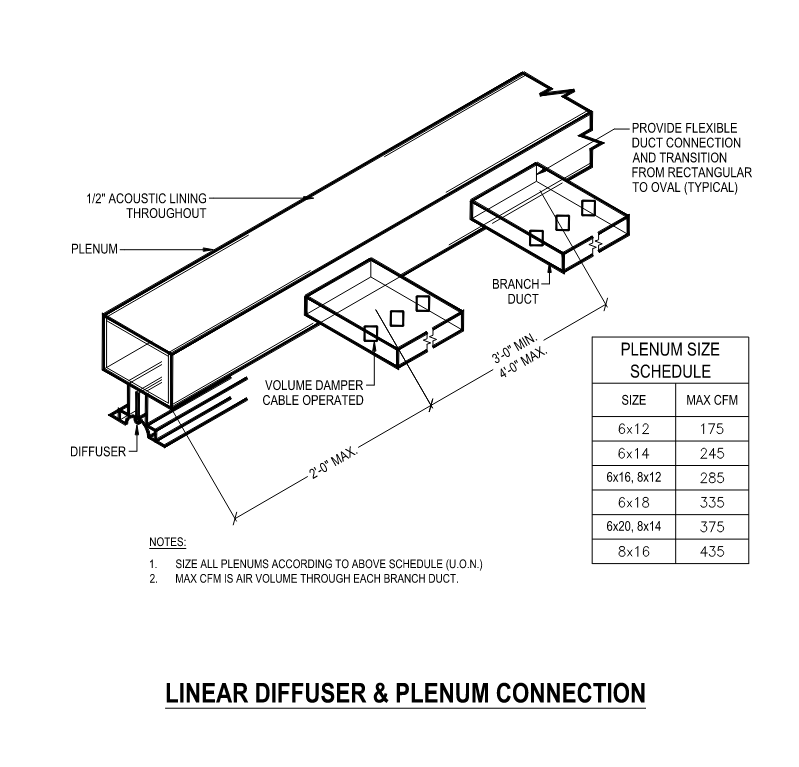 PROVIDE FLEXIBLE
DUCT CONNECTION
AND TRANSITION
FROM RECTANGULAR
TO OVAL (TYPICAL)
1/2" ACOUSTIC LINING
THROUGHOUT
PLENUM
BRANCH
DUCT
3'-0" MIN.
4'-0" MAX.
VOLUME DAMPER
CABLE OPERATED
DIFFUSER
2'-0" MAX.
PLENUM SIZE
SCHEDULE
SIZE MAX CFM
6x12 175
6x14 245
6x16, 8x12 285
6x18 335
6x20, 8x14 375
8x16 435
NOTES:
1. SIZE ALL PLENUMS ACCORDING TO ABOVE SCHEDULE (U.O.N.)
2. MAX CFM IS AIR VOLUME THROUGH EACH BRANCH DUCT.
LINEAR DIFFUSER & PLENUM CONNECTION